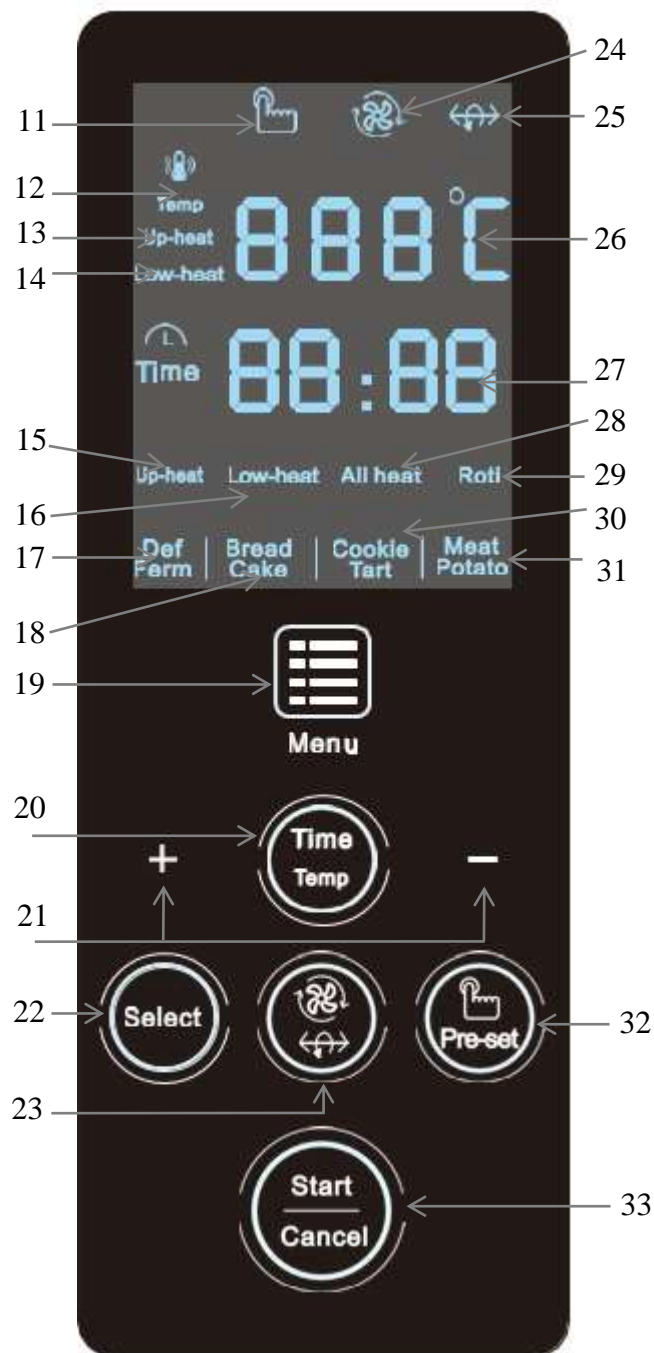 24
11
25
12
Temp
13
Up-heat
888°C
26
14
Low-heat
Time
88:88
27
28
15
Up-heat Low-heat All heat Roti
29
16
30
17
Def Ferm | Bread Cake | Cookie Tart | Meat Potato
31
18
19
Menu
20
Time
Temp
+
−
21
22
Select
Pre-set
32
23
Start
Cancel
33